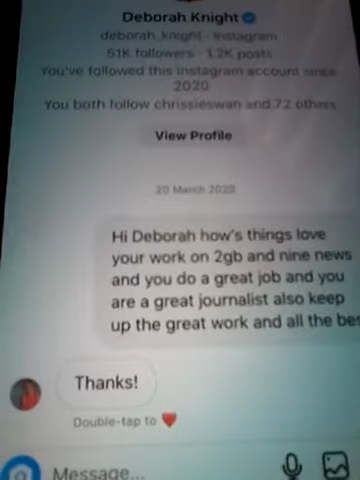 Deborah Knight
deborah_knight · Instagram
51K followers · 1.2K posts
You've followed this Instagram account since
2020
You both follow chrissieswan and 72 others
View Profile
20 March 2020
Hi Deborah how's things love
your work on 2gb and nine news
and you do a great job and you
are a great journalist also keep
up the great work and all the bes
Thanks!
Double-tap to ❤️
Message...